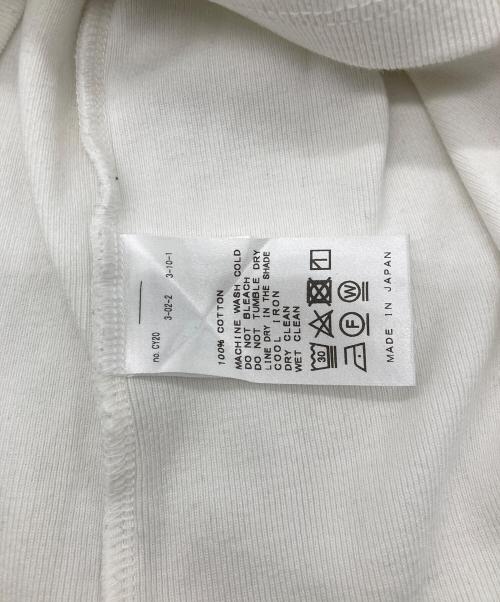 no. CY20 3-02-2 3-10-1
100% COTTON
MACHINE WASH COLD
DO NOT BLEACH
DO NOT TUMBLE DRY
LINE DRY IN THE SHADE
COOL IRON
DRY CLEAN
WET CLEAN
30
F W
MADE IN JAPAN